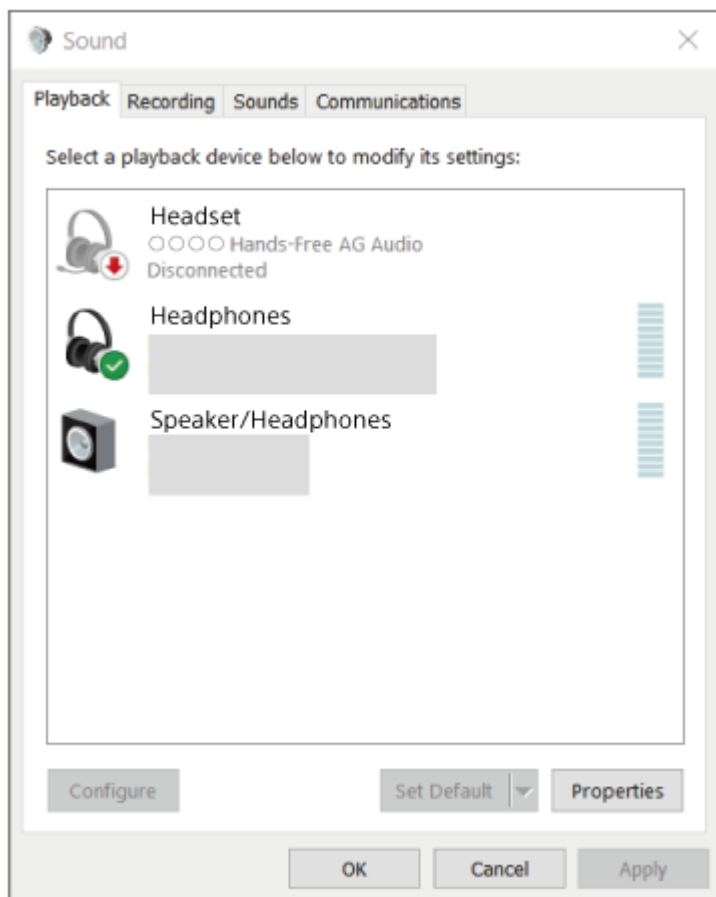 Sound
Playback Recording Sounds Communications
Select a playback device below to modify its settings:
Headset
○○○○ Hands-Free AG Audio
Disconnected
Headphones
Speaker/Headphones
Configure Set Default Properties
OK Cancel Apply